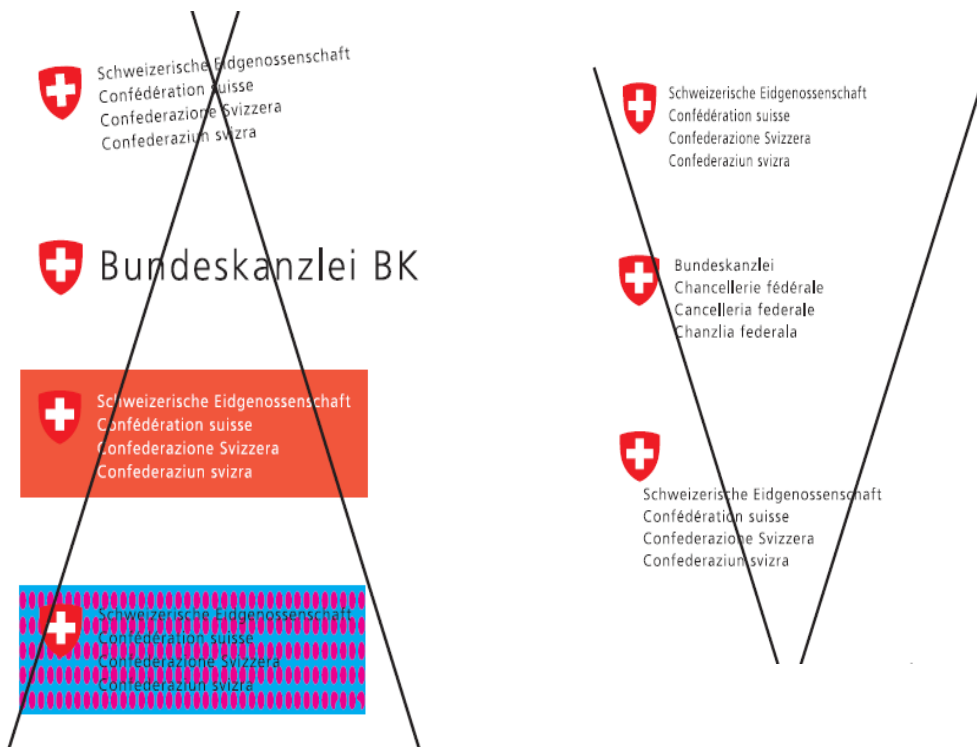 Schweizerische Eidgenossenschaft
Confédération suisse
Confederazione Svizzera
Confederaziun svizra
Bundeskanzlei BK
Schweizerische Eidgenossenschaft
Confédération suisse
Confederazione Svizzera
Confederaziun svizra
Schweizerische Eidgenossenschaft
Confédération suisse
Confederazione Svizzera
Confederaziun svizra
Schweizerische Eidgenossenschaft
Confédération suisse
Confederazione Svizzera
Confederaziun svizra
Bundeskanzlei
Chancellerie fédérale
Cancelleria federale
Chanzlia federala
Schweizerische Eidgenossenschaft
Confédération suisse
Confederazione Svizzera
Confederaziun svizra